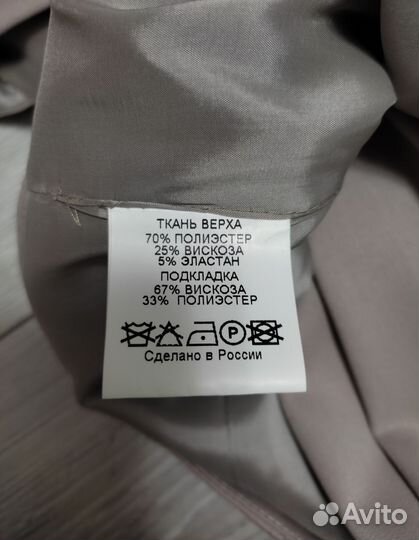 ТКАНЬ ВЕРХА
70% ПОЛИЭСТЕР
25% ВИСКОЗА
5% ЭЛАСТАН
ПОДКЛАДКА
67% ВИСКОЗА
33% ПОЛИЭСТЕР
P
Сделано в России
Avito